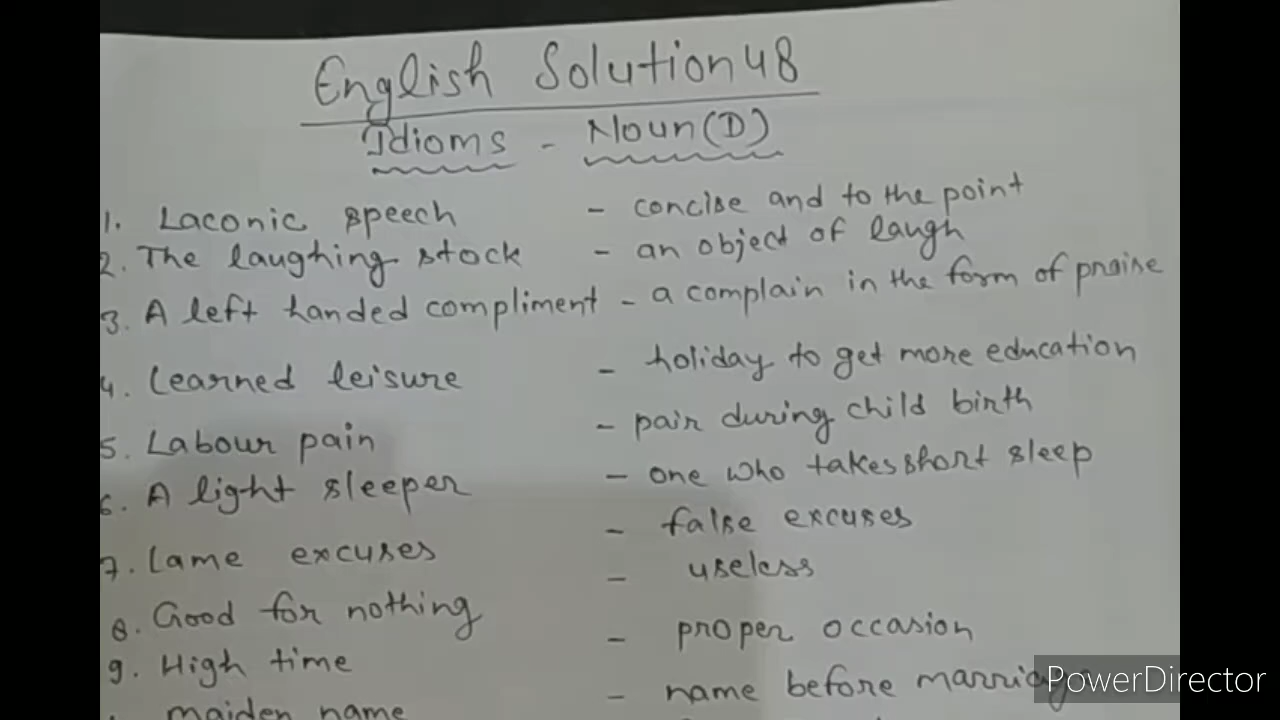 English Solution 48
Idioms - Noun(D)
1. Laconic speech - concise and to the point
2. The laughing stock - an object of laugh
3. A left handed compliment - a complain in the form of praise
4. Learned leisure - holiday to get more education
5. Labour pain - pain during child birth
6. A light sleeper - one who takes short sleep
7. Lame excuses - false excuses
8. Good for nothing - useless
9. High time - proper occasion
maiden name - name before marriage
PowerDirector